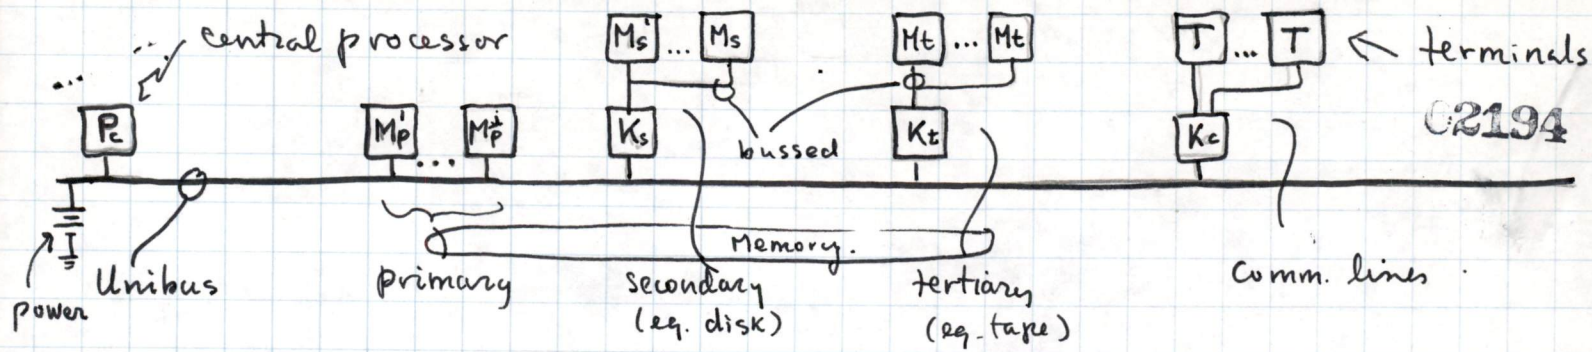 central processor
Ms ... Ms
Mt ... Mt
T ... T
terminals
Pc
Mp ... Mp
Ks
bussed
Kt
Kc
02194
Memory.
power
Unibus
primary
secondary
(eg. disk)
tertiary
(eg. tape)
comm. lines